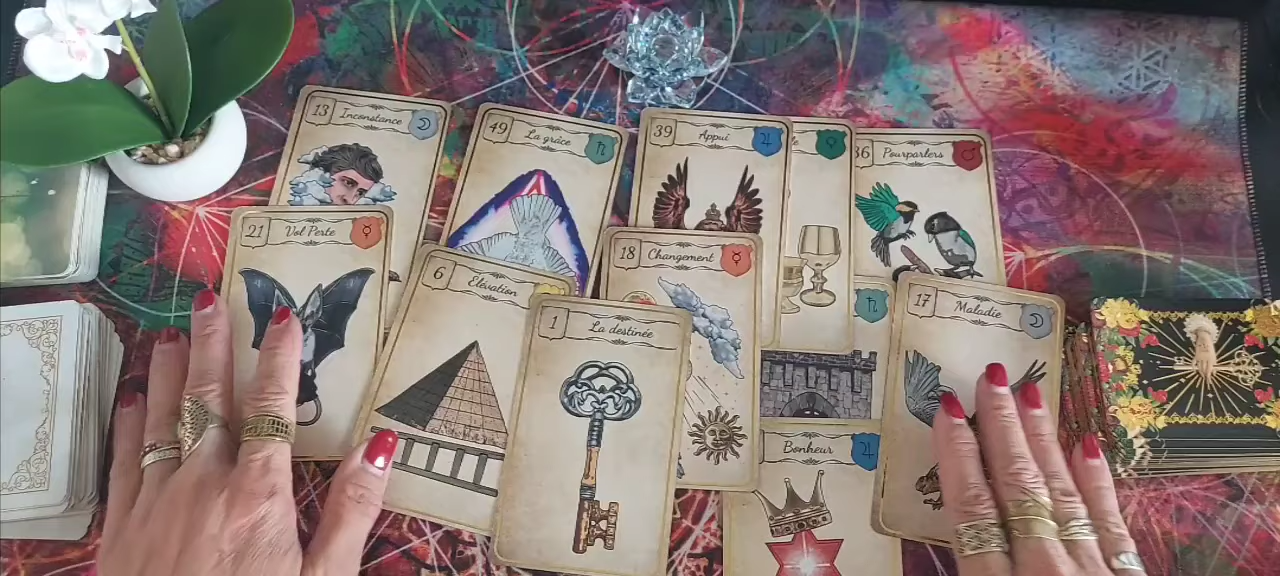 13 Inconstance
49 La grâce
39 Appui
36 Pourparlers
21 Vol Perte
18 Changement
6 Elévation
17 Maladie
1 La destinée
Bonheur